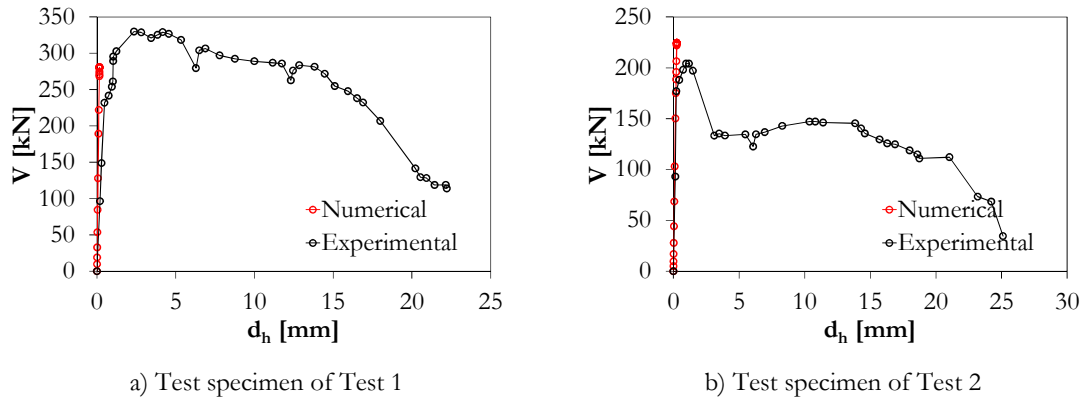 350
300
250
200
150
100
50
0
V [kN]
Numerical
Experimental
0 5 10 15 20 25
d_h [mm]
a) Test specimen of Test 1
250
200
150
100
50
0
V [kN]
Numerical
Experimental
0 5 10 15 20 25 30
d_h [mm]
b) Test specimen of Test 2